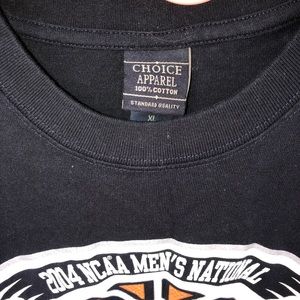 CHOICE
APPAREL
100% COTTON
STANDARD QUALITY
XL
2004 NCAA MEN'S NATIONAL